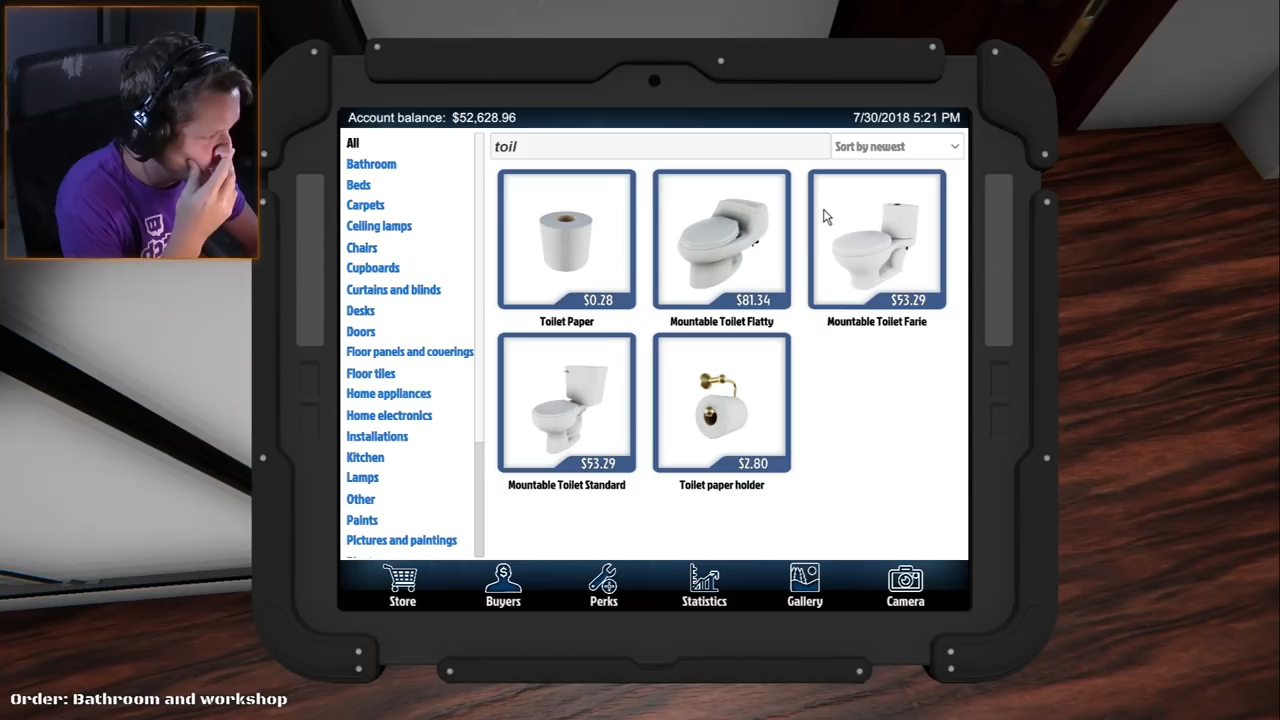 Account balance: $52,628.96
7/30/2018 5:21 PM
All
Bathroom
Beds
Carpets
Ceiling lamps
Chairs
Cupboards
Curtains and blinds
Desks
Doors
Floor panels and coverings
Floor tiles
Home appliances
Home electronics
Installations
Kitchen
Lamps
Other
Paints
Pictures and paintings
toil
Sort by newest
$0.28
$81.34
$53.29
Toilet Paper
Mountable Toilet Flatty
Mountable Toilet Farie
$53.29
$2.80
Mountable Toilet Standard
Toilet paper holder
Store
Buyers
Perks
Statistics
Gallery
Camera
Order: Bathroom and workshop